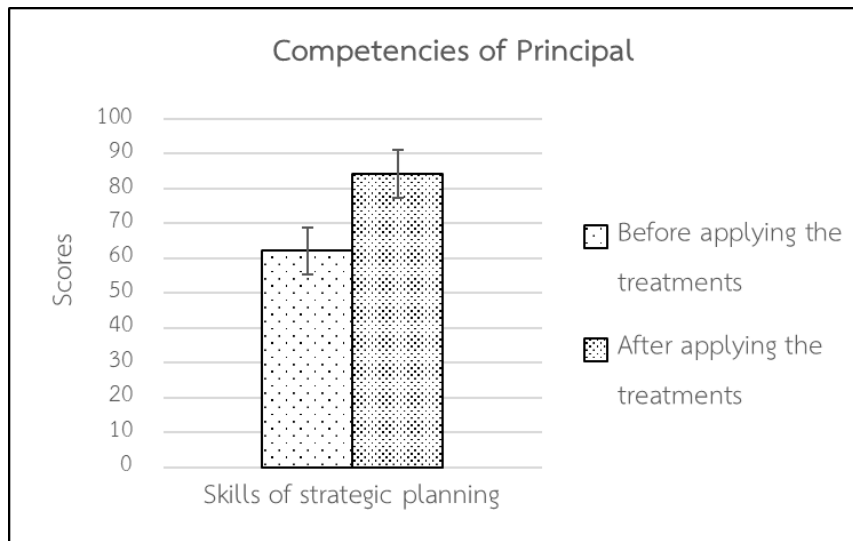 Competencies of Principal
100
90
80
70
60
50
40
30
20
10
0
Scores
Skills of strategic planning
Before applying the
treatments
After applying the
treatments